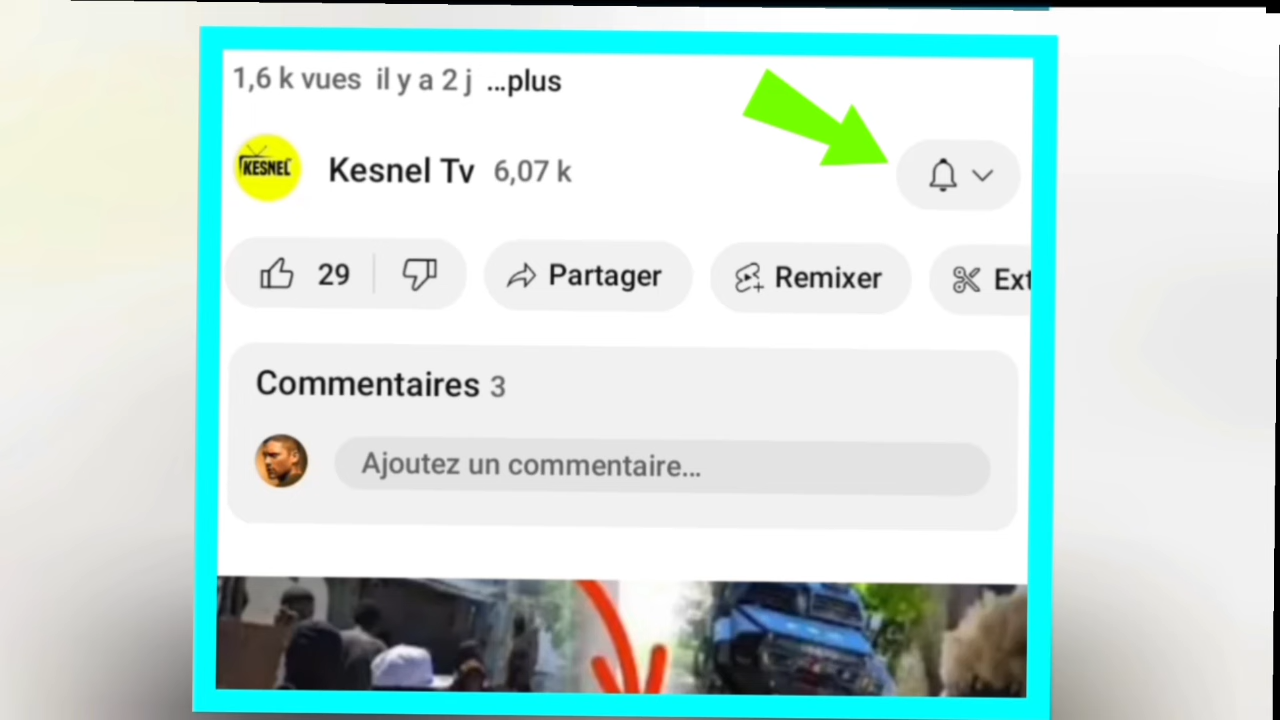 1,6 k vues il y a 2 j ...plus
KESNEL
Kesnel Tv 6,07 k
29 Partager Remixer Ext
Commentaires 3
Ajoutez un commentaire...